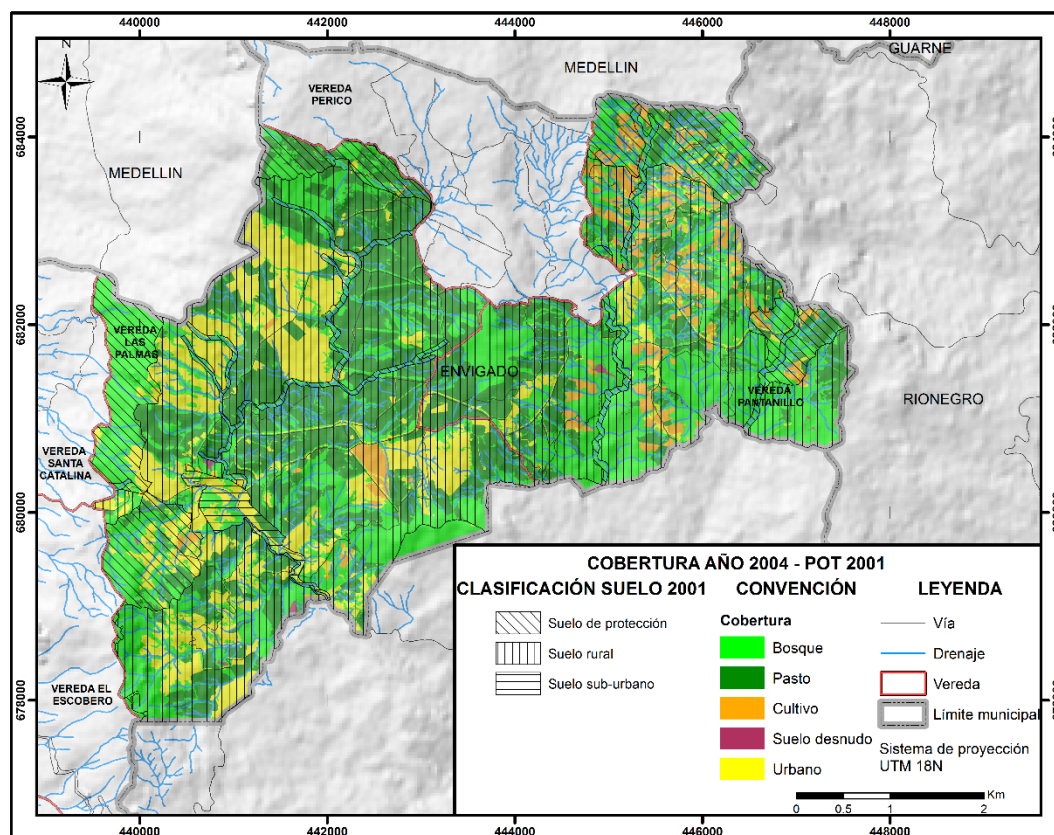 440000 442000 444000 446000 448000
N
GUARNE
MEDELLIN
VEREDA
PERICO
684000
MEDELLIN
682000
VEREDA
LAS
PALMAS
ENVIGADO
VEREDA
PANTANILLO
RIONEGRO
VEREDA
SANTA
CATALINA
680000
VEREDA EL
ESCOBERO
678000
COBERTURA AÑO 2004 - POT 2001
CLASIFICACIÓN SUELO 2001
Suelo de protección
Suelo rural
Suelo sub-urbano
CONVENCIÓN
Cobertura
Bosque
Pasto
Cultivo
Suelo desnudo
Urbano
LEYENDA
Vía
Drenaje
Vereda
Límite municipal
Sistema de proyección
UTM 18N
Km
0 0.5 1 2
440000 442000 444000 446000 448000